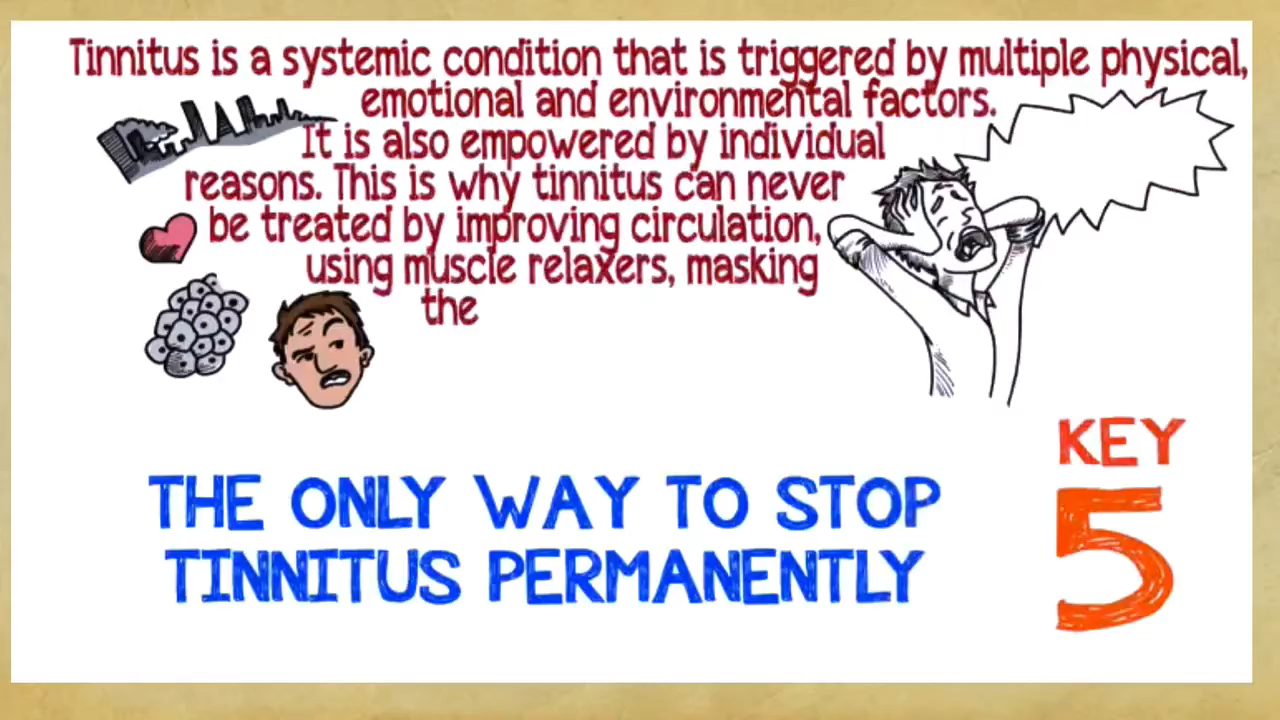 Tinnitus is a systemic condition that is triggered by multiple physical,
emotional and environmental factors.
It is also empowered by individual
reasons. This is why tinnitus can never
be treated by improving circulation,
using muscle relaxers, masking
the
KEY
5
THE ONLY WAY TO STOP
TINNITUS PERMANENTLY